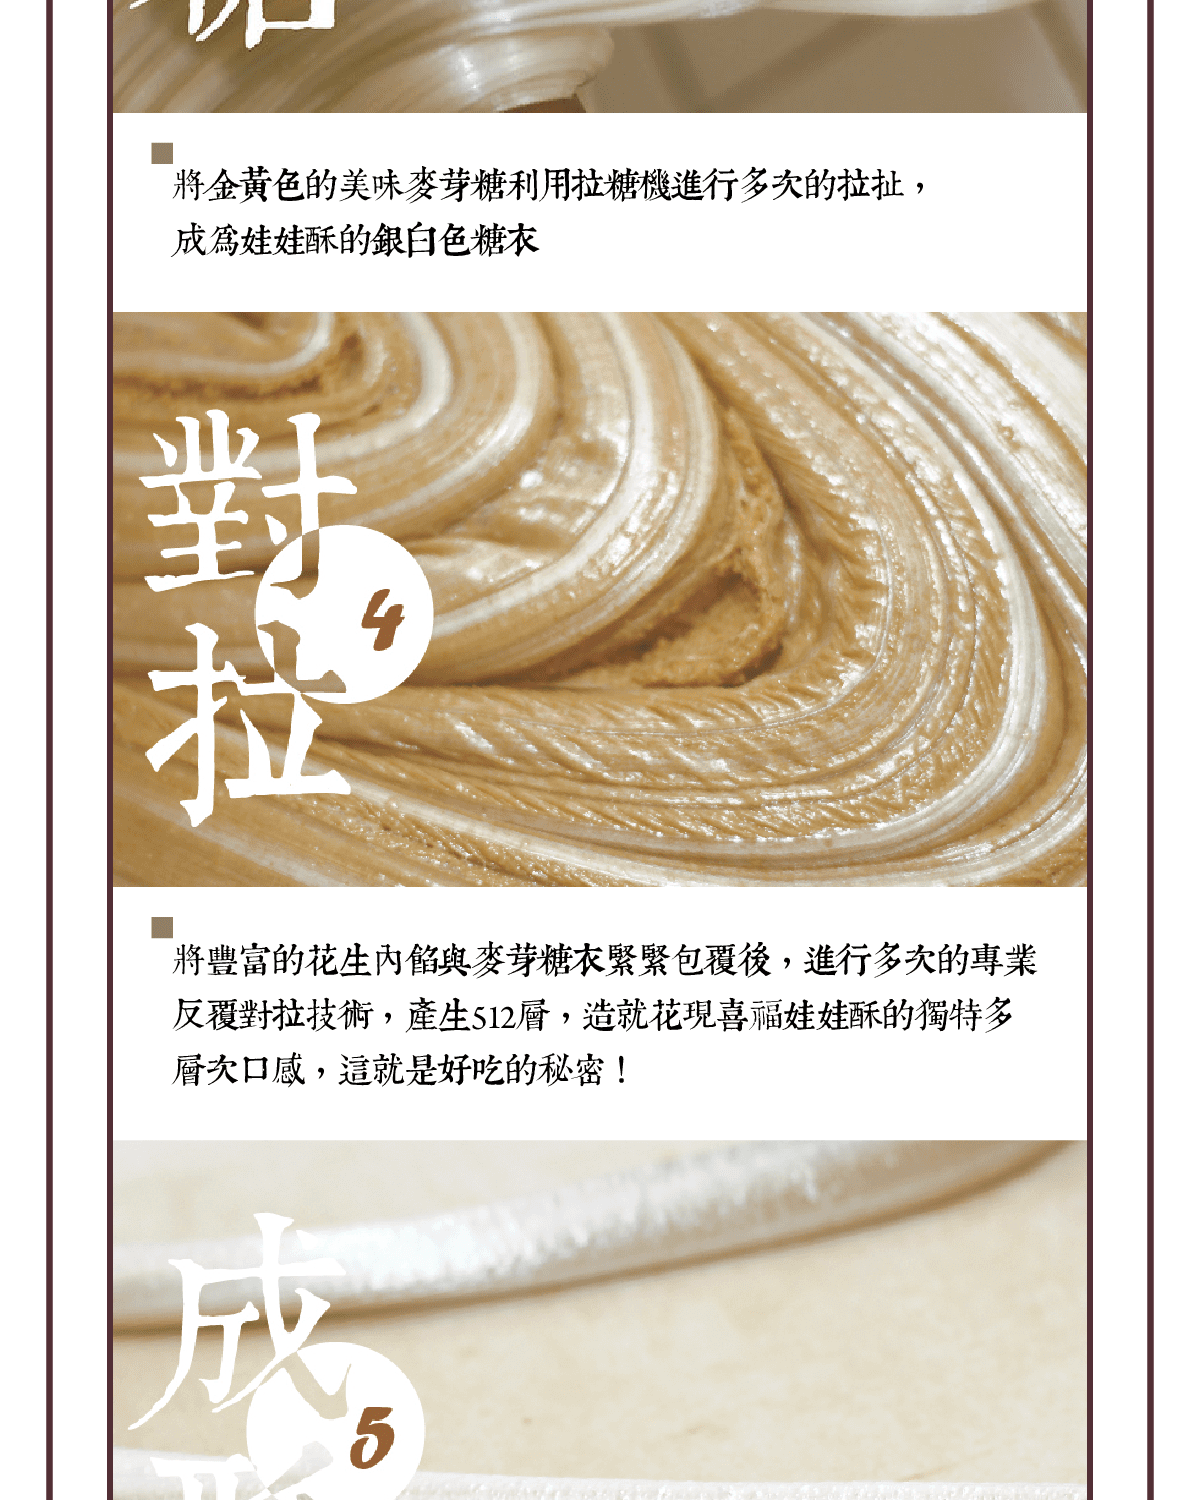 糖
將金黃色的美味麥芽糖利用拉糖機進行多次的拉扯，
成為娃娃酥的銀白色糖衣
對拉
4
將豐富的花生內餡與麥芽糖衣緊緊包覆後，進行多次的專業
反覆對拉技術，產生512層，造就花現喜福娃娃酥的獨特多
層次口感，這就是好吃的秘密！
成
5